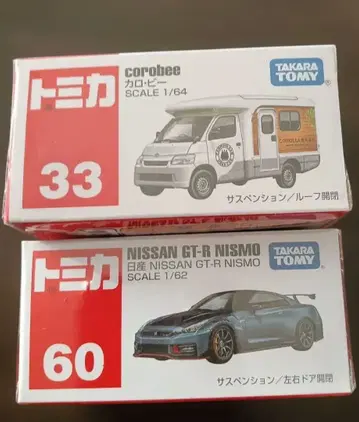 トミカ
33
corobee
カロ・ビー
SCALE 1/64
TAKARA
TOMY
サスペンション/ルーフ開閉
トミカ
60
NISSAN GT-R NISMO
日産 NISSAN GT-R NISMO
SCALE 1/62
TAKARA
TOMY
サスペンション/左右ドア開閉